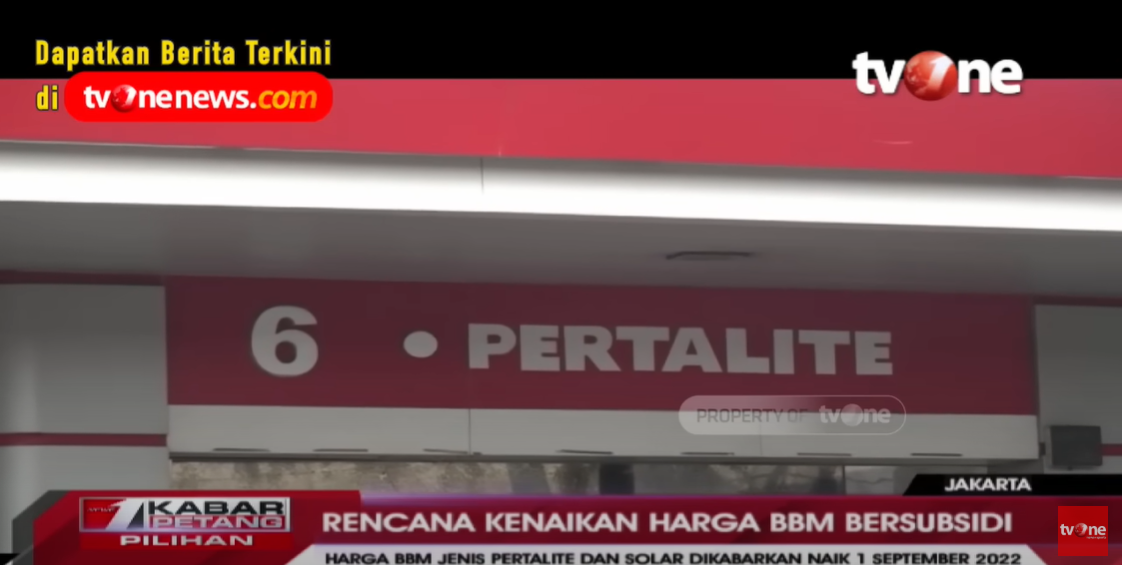 Dapatkan Berita Terkini
di tvOnenews.com
tvOne
6 • PERTALITE
PROPERTY OF tvOne
JAKARTA
KABAR
PETANG
PILIHAN
RENCANA KENAIKAN HARGA BBM BERSUBSIDI
HARGA BBM JENIS PERTALITE DAN SOLAR DIKABARKAN NAIK 1 SEPTEMBER 2022
tvOne